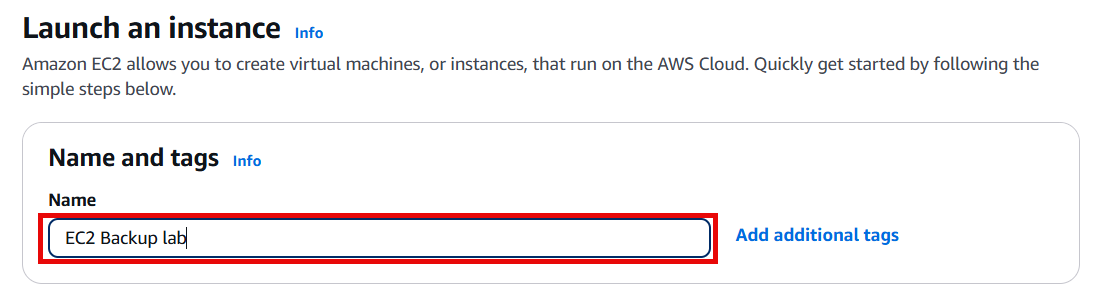 Launch an instance Info
Amazon EC2 allows you to create virtual machines, or instances, that run on the AWS Cloud. Quickly get started by following the
simple steps below.
Name and tags Info
Name
EC2 Backup lab
Add additional tags